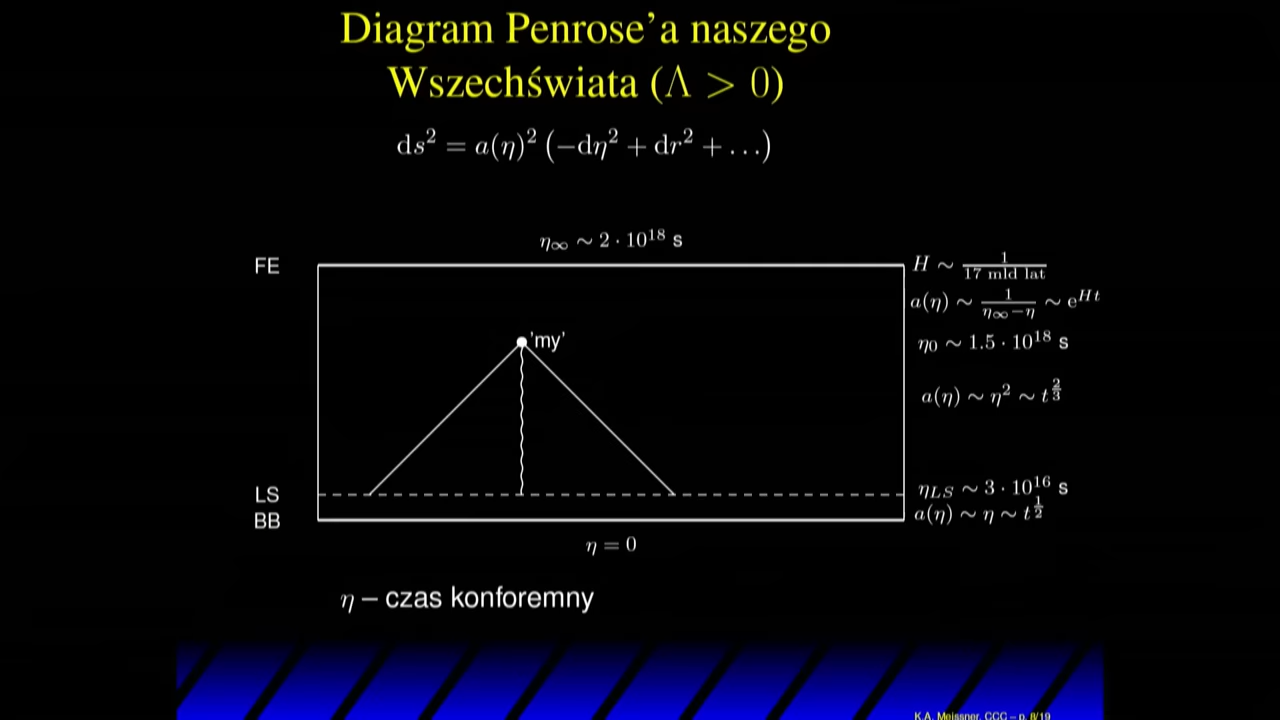 Diagram Penrose'a naszego
Wszechświata (Λ > 0)
ds² = a(η)² (−dη² + dr² + …)
η∞ ∼ 2 · 10¹⁸ s
FE
H ∼ 1/(17 mld lat)
a(η) ∼ 1/(η∞−η) ∼ e^{Ht}
'my'
η₀ ∼ 1.5 · 10¹⁸ s
a(η) ∼ η² ∼ t^{2/3}
LS
η_{LS} ∼ 3 · 10¹⁶ s
BB
a(η) ∼ η ∼ t^{1/2}
η = 0
η – czas konforemny
K.A. Meissner, CCC – p. 8/19